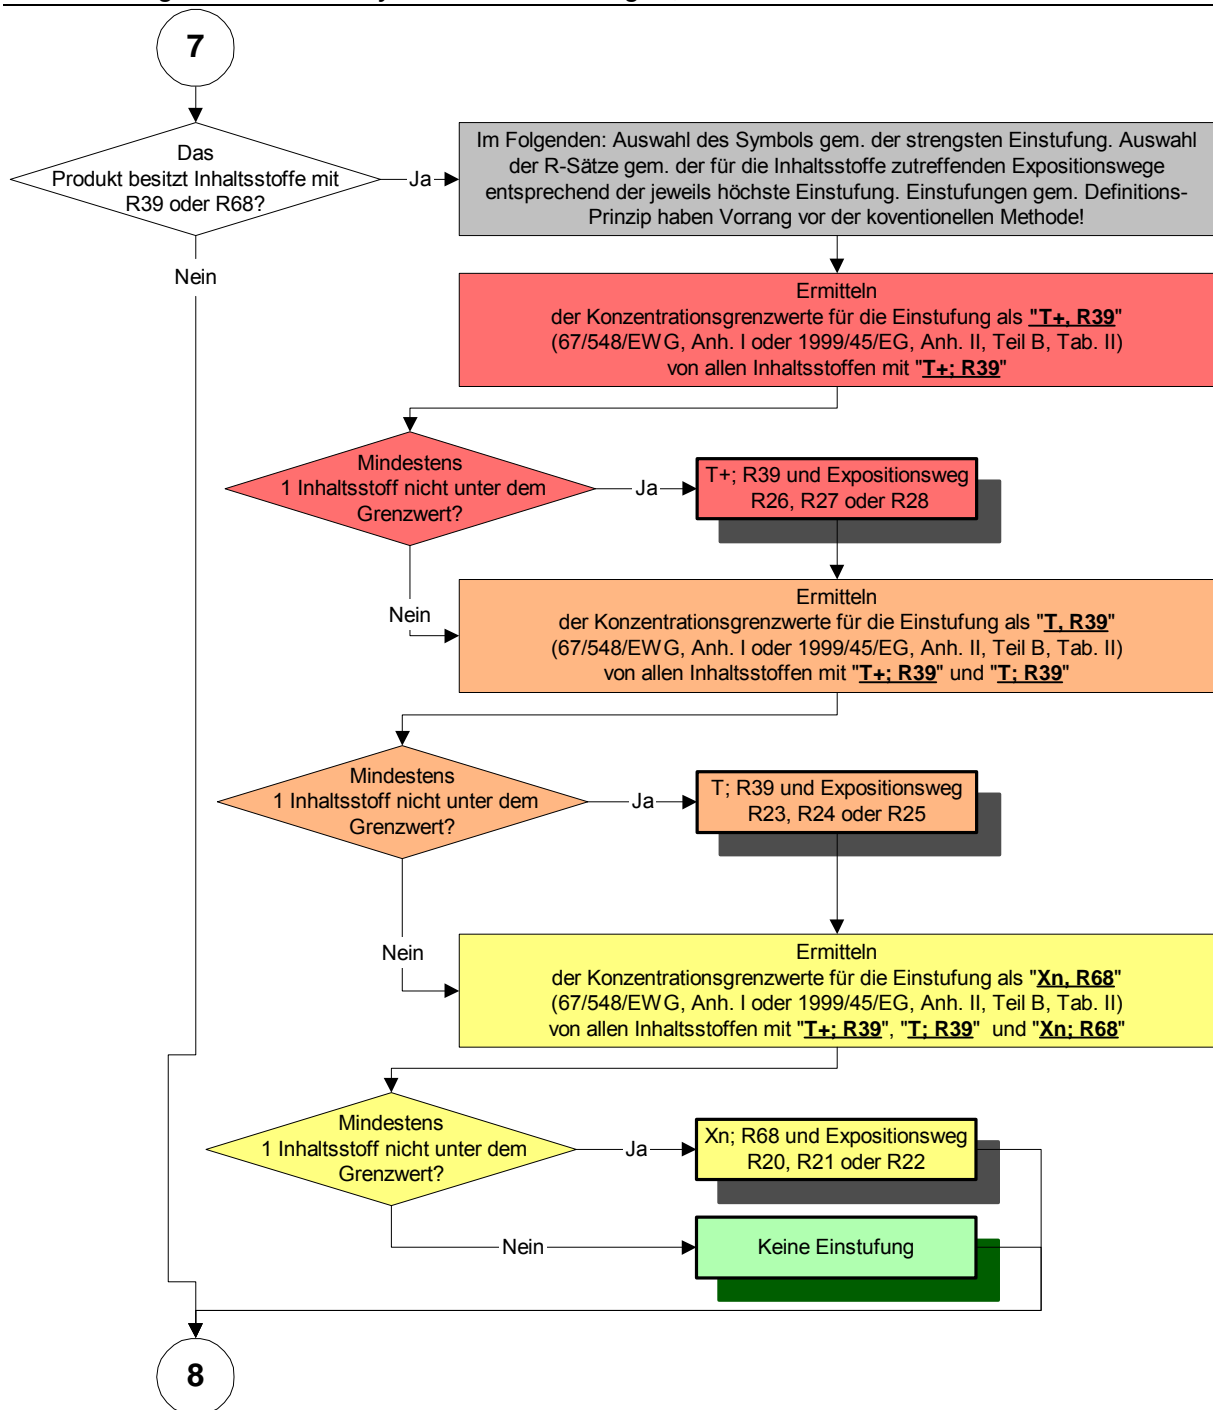 7
Das
Produkt besitzt Inhaltsstoffe mit
R39 oder R68?
Ja
Im Folgenden: Auswahl des Symbols gem. der strengsten Einstufung. Auswahl
der R-Sätze gem. der für die Inhaltsstoffe zutreffenden Expositionswege
entsprechend der jeweils höchste Einstufung. Einstufungen gem. Definitions-
Prinzip haben Vorrang vor der koventionellen Methode!
Nein
Ermitteln
der Konzentrationsgrenzwerte für die Einstufung als "T+, R39"
(67/548/EWG, Anh. I oder 1999/45/EG, Anh. II, Teil B, Tab. II)
von allen Inhaltsstoffen mit "T+; R39"
Mindestens
1 Inhaltsstoff nicht unter dem
Grenzwert?
Ja
T+; R39 und Expositionsweg
R26, R27 oder R28
Nein
Ermitteln
der Konzentrationsgrenzwerte für die Einstufung als "T, R39"
(67/548/EWG, Anh. I oder 1999/45/EG, Anh. II, Teil B, Tab. II)
von allen Inhaltsstoffen mit "T+; R39" und "T; R39"
Mindestens
1 Inhaltsstoff nicht unter dem
Grenzwert?
Ja
T; R39 und Expositionsweg
R23, R24 oder R25
Nein
Ermitteln
der Konzentrationsgrenzwerte für die Einstufung als "Xn, R68"
(67/548/EWG, Anh. I oder 1999/45/EG, Anh. II, Teil B, Tab. II)
von allen Inhaltsstoffen mit "T+; R39", "T; R39" und "Xn; R68"
Mindestens
1 Inhaltsstoff nicht unter dem
Grenzwert?
Ja
Xn; R68 und Expositionsweg
R20, R21 oder R22
Nein
Keine Einstufung
8